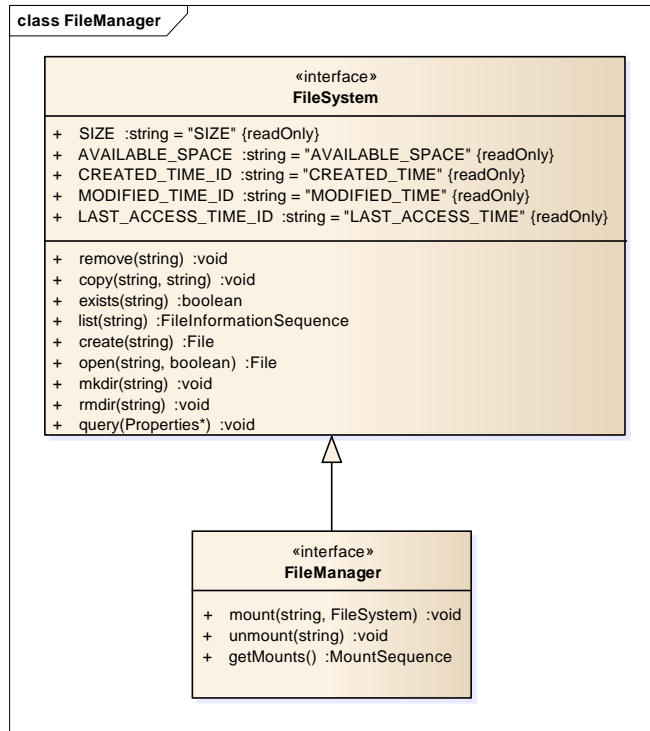 class FileManager
«interface»
FileSystem
+ SIZE :string = "SIZE" {readOnly}
+ AVAILABLE_SPACE :string = "AVAILABLE_SPACE" {readOnly}
+ CREATED_TIME_ID :string = "CREATED_TIME" {readOnly}
+ MODIFIED_TIME_ID :string = "MODIFIED_TIME" {readOnly}
+ LAST_ACCESS_TIME_ID :string = "LAST_ACCESS_TIME" {readOnly}
+ remove(string) :void
+ copy(string, string) :void
+ exists(string) :boolean
+ list(string) :FileInformationSequence
+ create(string) :File
+ open(string, boolean) :File
+ mkdir(string) :void
+ rmdir(string) :void
+ query(Properties*) :void
«interface»
FileManager
+ mount(string, FileSystem) :void
+ unmount(string) :void
+ getMounts() :MountSequence